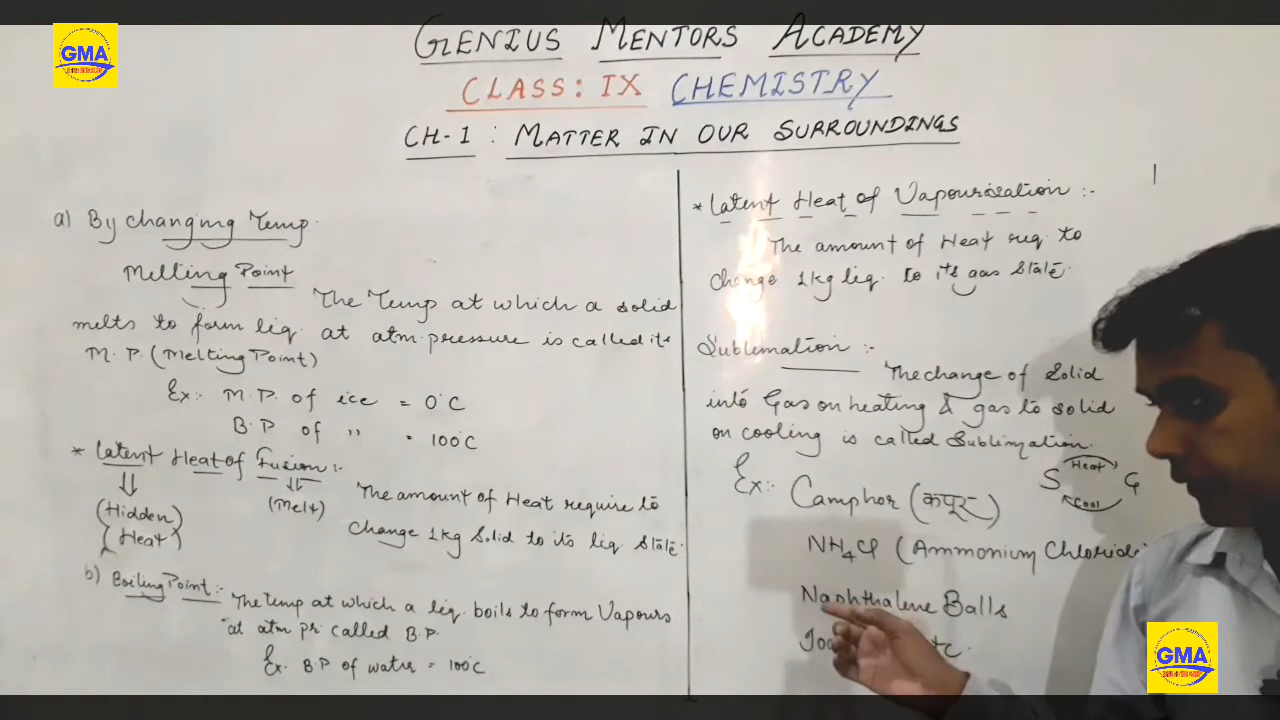 GMA
GENIUS MENTORS ACADEMY
CLASS: IX CHEMISTRY
CH-1 : MATTER IN OUR SURROUNDINGS
a) By changing Temp.
Melting Point
The Temp at which a solid
melts to form liq. at atm. pressure is called its
M.P. (Melting Point)
Ex:- M.P. of ice = 0°C
B.P of ,, = 100°C
* Latent Heat of Fusion :-
(Hidden Heat)
(Melt)
The amount of Heat require to
change 1kg Solid to its liq. State.
b) Boiling Point :-
The temp at which a liq. boils to form Vapours
at atm pr. called B.P.
Ex. B.P of water = 100°C
* Latent Heat of Vapourisation :-
The amount of Heat req. to
change 1kg liq. to its gas state.
Sublimation :-
The change of Solid
into Gas on heating & gas to solid
on cooling is called Sublimation.
S Heat G
Cool
Ex:- Camphor (कपूर)
NH4Cl (Ammonium Chloride
Naphthalene Balls
GMA